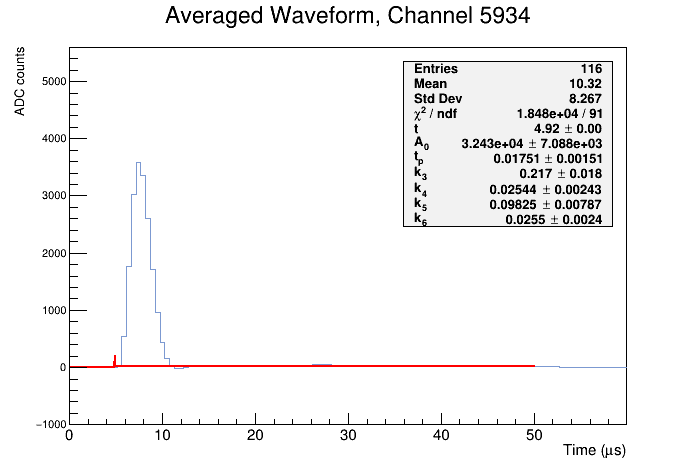 Averaged Waveform, Channel 5934
ADC counts
5000
4000
3000
2000
1000
0
−1000
Entries 116
Mean 10.32
Std Dev 8.267
χ² / ndf 1.848e+04 / 91
t 4.92 ± 0.00
A₀ 3.243e+04 ± 7.088e+03
tₚ 0.01751 ± 0.00151
k₃ 0.217 ± 0.018
k₄ 0.02544 ± 0.00243
k₅ 0.09825 ± 0.00787
k₆ 0.0255 ± 0.0024
0 10 20 30 40 50
Time (μs)